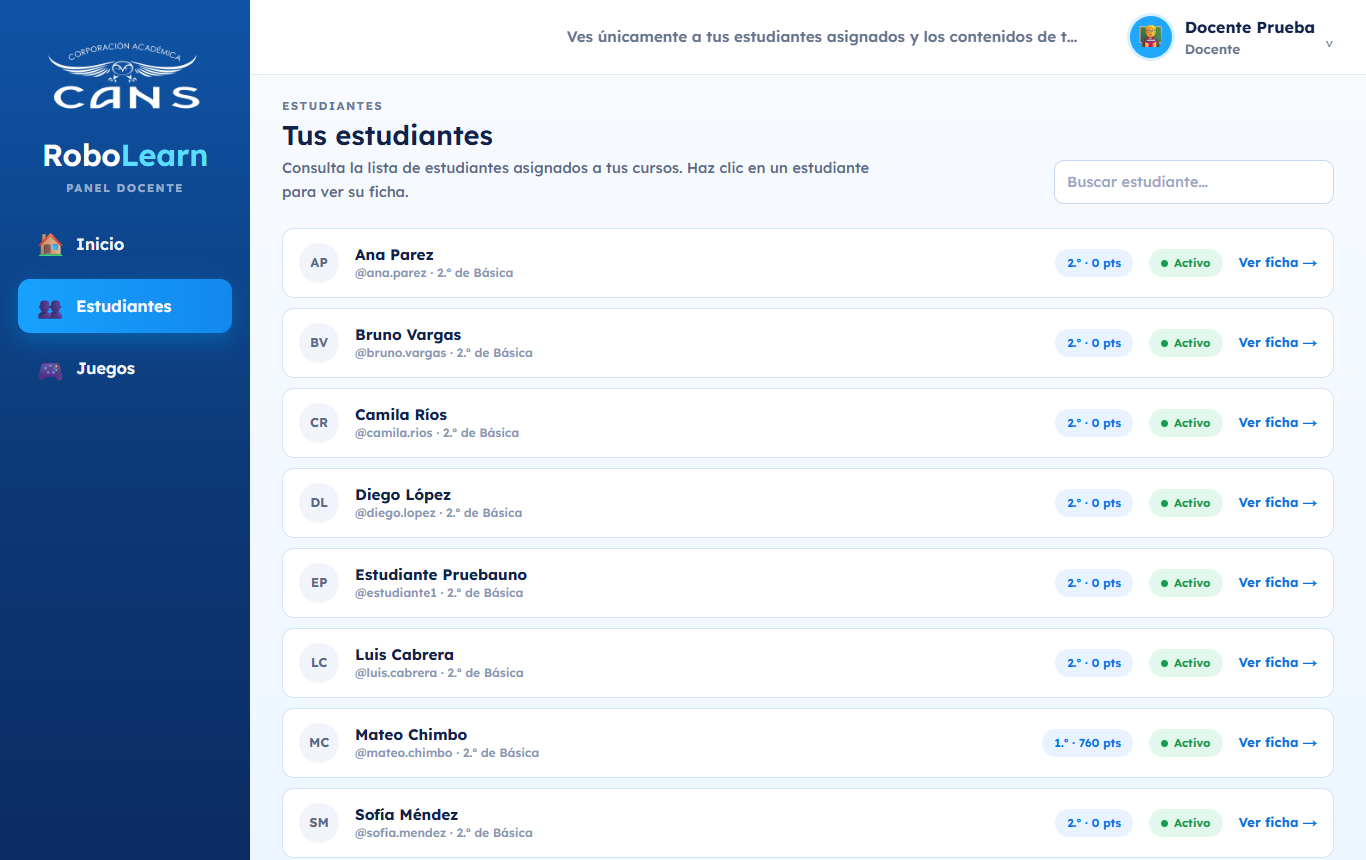 CORPORACIÓN ACADÉMICA
CANS
RoboLearn
PANEL DOCENTE
Inicio
Estudiantes
Juegos
Ves únicamente a tus estudiantes asignados y los contenidos de t...
Docente Prueba
Docente
v
ESTUDIANTES
Tus estudiantes
Consulta la lista de estudiantes asignados a tus cursos. Haz clic en un estudiante
para ver su ficha.
Buscar estudiante...
AP Ana Parez 2.º · 0 pts Activo Ver ficha →
@ana.parez · 2.º de Básica
BV Bruno Vargas 2.º · 0 pts Activo Ver ficha →
@bruno.vargas · 2.º de Básica
CR Camila Ríos 2.º · 0 pts Activo Ver ficha →
@camila.rios · 2.º de Básica
DL Diego López 2.º · 0 pts Activo Ver ficha →
@diego.lopez · 2.º de Básica
EP Estudiante Pruebauno 2.º · 0 pts Activo Ver ficha →
@estudiante1 · 2.º de Básica
LC Luis Cabrera 2.º · 0 pts Activo Ver ficha →
@luis.cabrera · 2.º de Básica
MC Mateo Chimbo 1.º · 760 pts Activo Ver ficha →
@mateo.chimbo · 2.º de Básica
SM Sofía Méndez 2.º · 0 pts Activo Ver ficha →
@sofia.mendez · 2.º de Básica